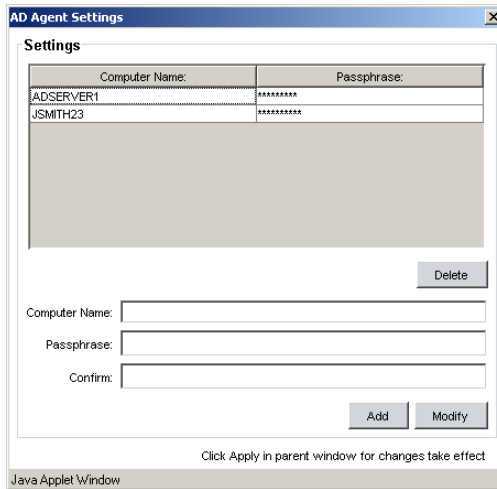 AD Agent Settings
Settings
Computer Name: Passphrase:
ADSERVER1 *********
JSMITH23 **********
Delete
Computer Name:
Passphrase:
Confirm:
Add Modify
Click Apply in parent window for changes take effect
Java Applet Window